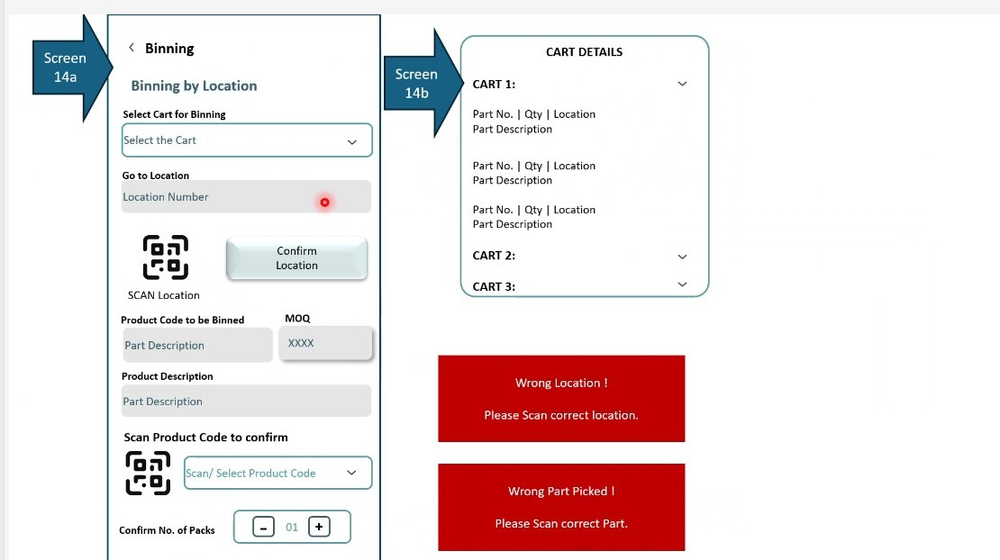 Screen
14a
< Binning
Binning by Location
Select Cart for Binning
Select the Cart
Go to Location
Location Number
Confirm
Location
SCAN Location
Product Code to be Binned
MOQ
Part Description
XXXX
Product Description
Part Description
Scan Product Code to confirm
Scan/ Select Product Code
Confirm No. of Packs
- 01 +
Screen
14b
CART DETAILS
CART 1:
Part No. | Qty | Location
Part Description
Part No. | Qty | Location
Part Description
Part No. | Qty | Location
Part Description
CART 2:
CART 3:
Wrong Location !
Please Scan correct location.
Wrong Part Picked !
Please Scan correct Part.